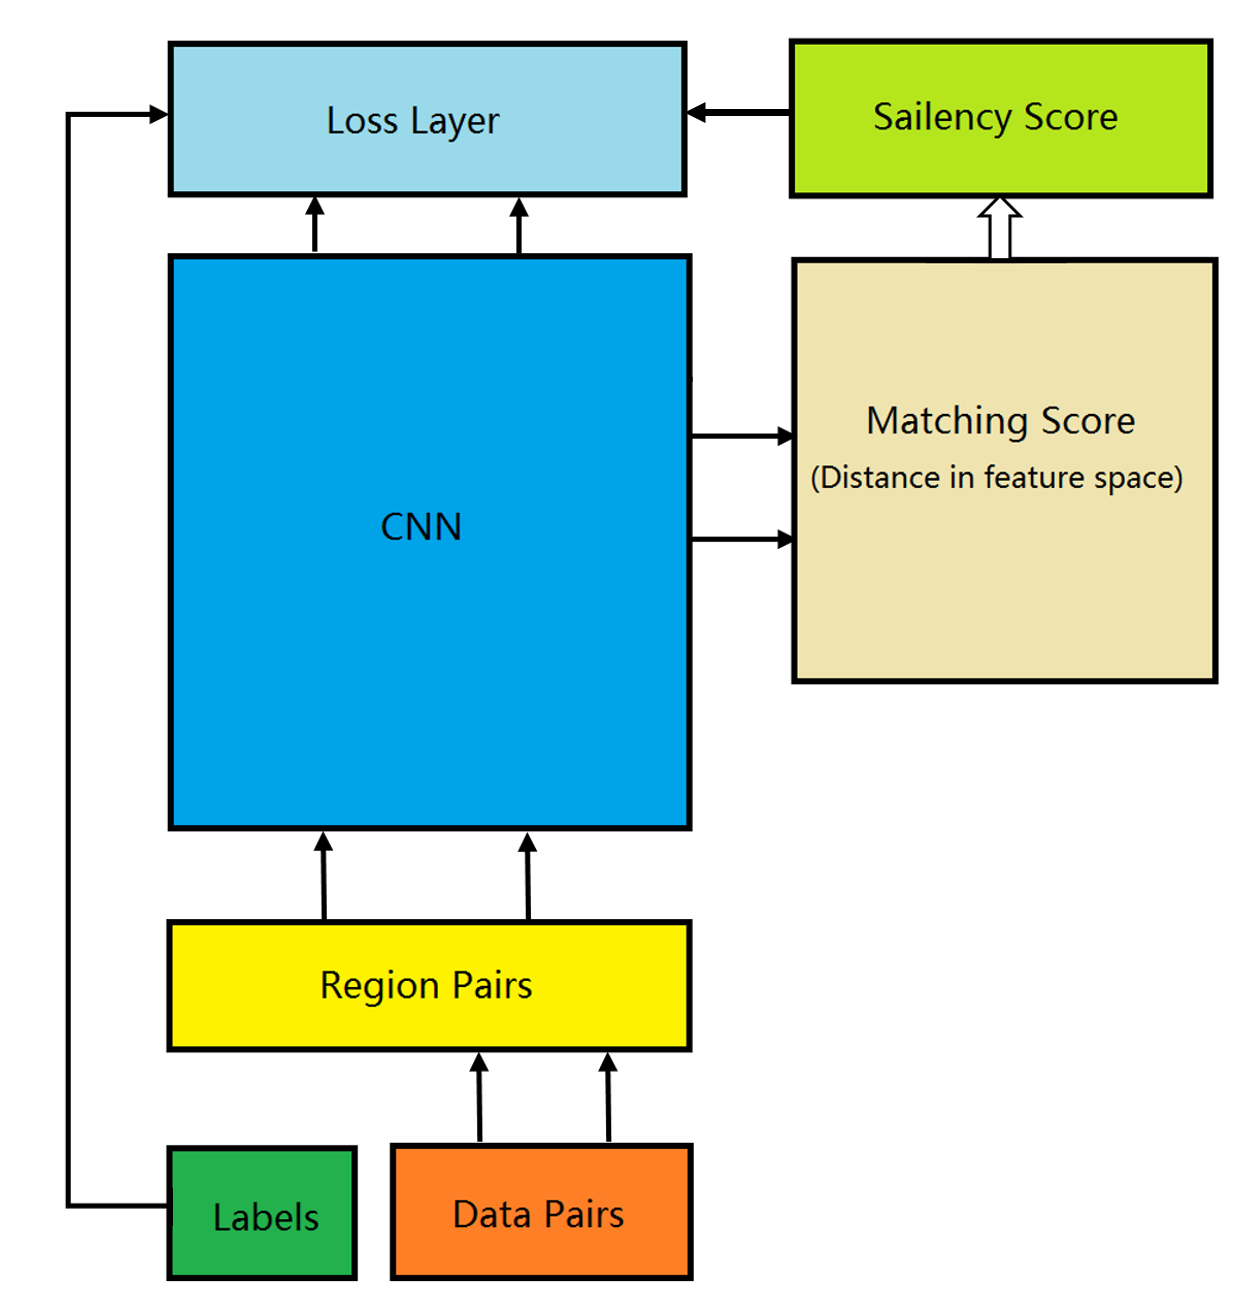 Loss Layer
Sailency Score
CNN
Matching Score
(Distance in feature space)
Region Pairs
Labels
Data Pairs